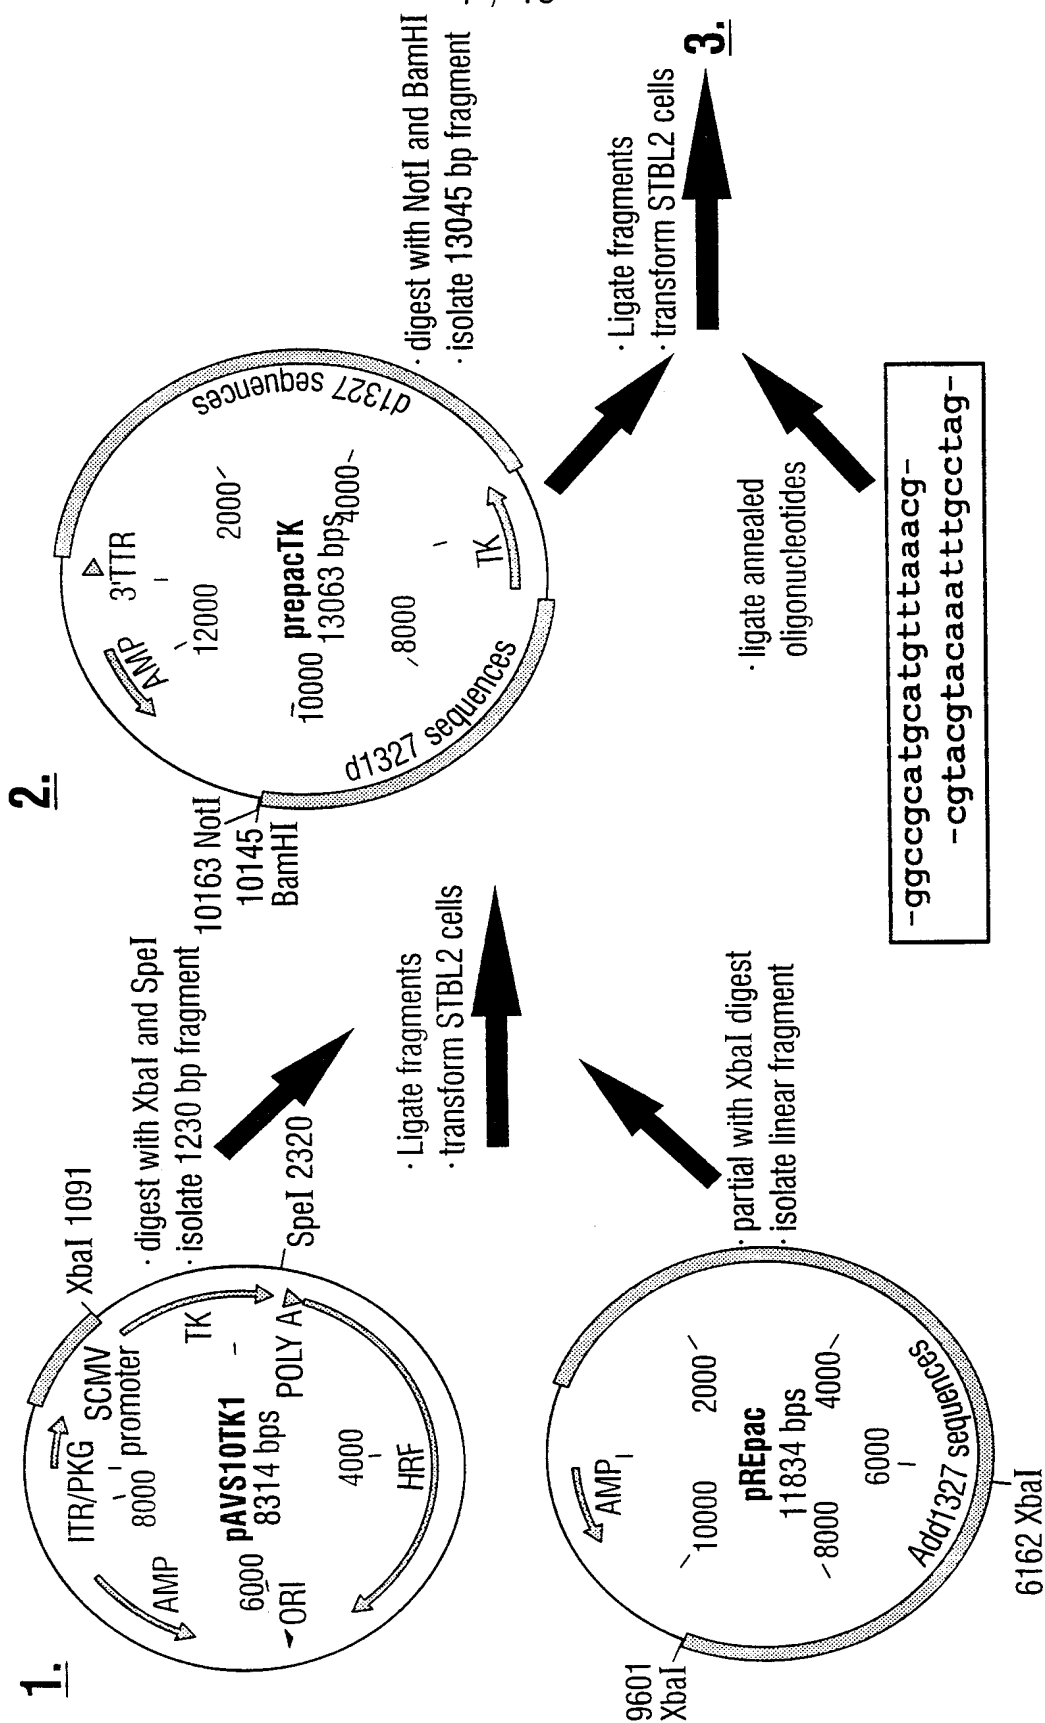 1.
ITR/PKG
SCMV
promoter
XbaI 1091
8000
AMP
TK
pAVS10TK1
8314 bps
6000
ORI
POLY A
4000
HRF
SpeI 2320
· digest with XbaI and SpeI
· isolate 1230 bp fragment
9601
XbaI
AMP
10000
2000
pREpac
11834 bps
8000
4000
6000
Add1327 sequences
6162 XbaI
· partial with XbaI digest
· isolate linear fragment
· Ligate fragments
· transform STBL2 cells
2.
10163 NotI
10145
BamHI
AMP
3'TTR
12000
2000
10000
prepacTK
13063 bps
4000
8000
TK
d1327 sequences
d1327 sequences
· digest with NotI and BamHI
· isolate 13045 bp fragment
· ligate annealed
oligonucleotides
-ggccgcatgcatgtttaaacg-
-cgtacgtacaaatttgcctag-
· Ligate fragments
· transform STBL2 cells
3.